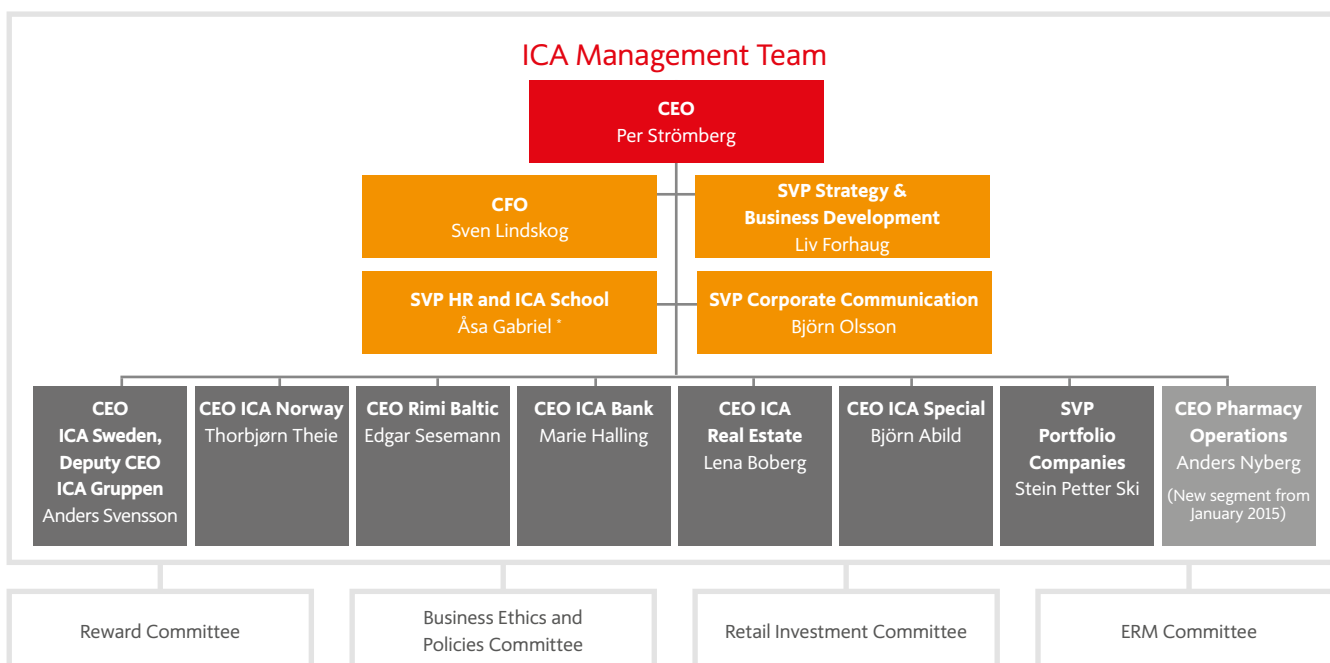 ICA Management Team
CEO
Per Strömberg
CFO
Sven Lindskog
SVP Strategy &
Business Development
Liv Forhaug
SVP HR and ICA School
Åsa Gabriel *
SVP Corporate Communication
Björn Olsson
CEO
ICA Sweden,
Deputy CEO
ICA Gruppen
Anders Svensson
CEO ICA Norway
Thorbjørn Theie
CEO Rimi Baltic
Edgar Sesemann
CEO ICA Bank
Marie Halling
CEO ICA
Real Estate
Lena Boberg
CEO ICA Special
Björn Abild
SVP
Portfolio
Companies
Stein Petter Ski
CEO Pharmacy
Operations
Anders Nyberg
(New segment from
January 2015)
Reward Committee
Business Ethics and
Policies Committee
Retail Investment Committee
ERM Committee